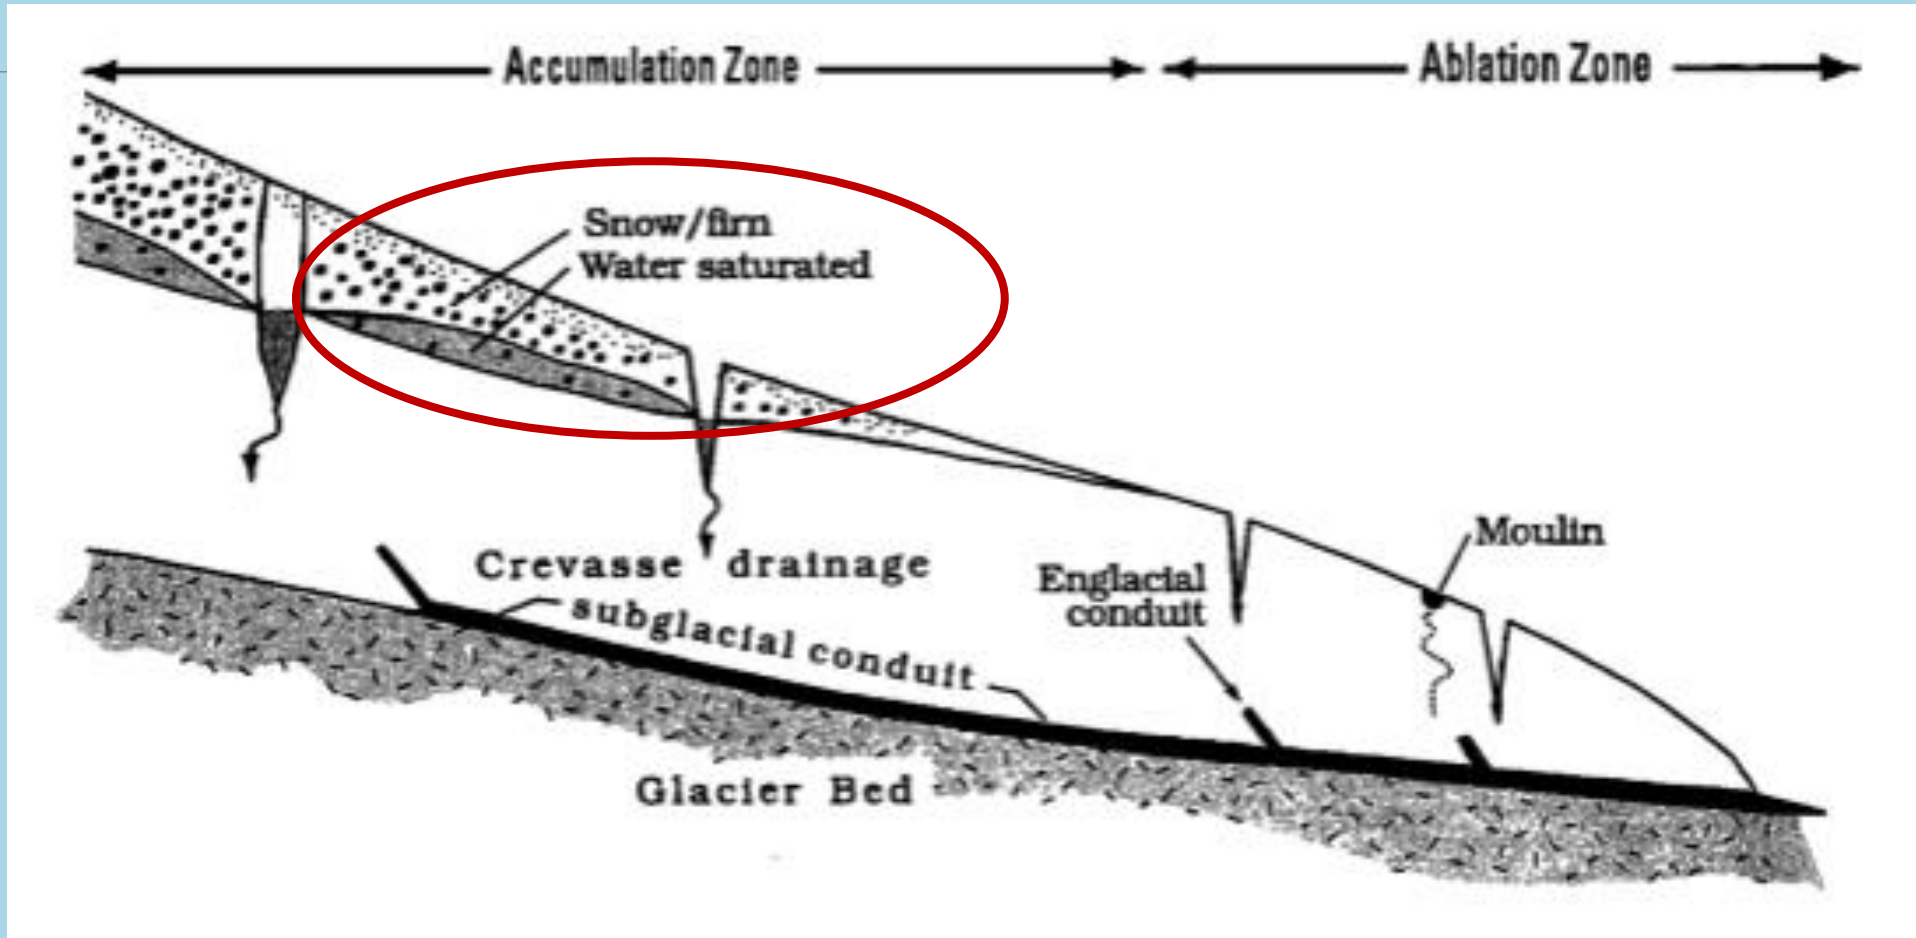 Accumulation Zone
Ablation Zone
Snow/firn
Water saturated
Crevasse drainage
subglacial conduit
Englacial
conduit
Moulin
Glacier Bed